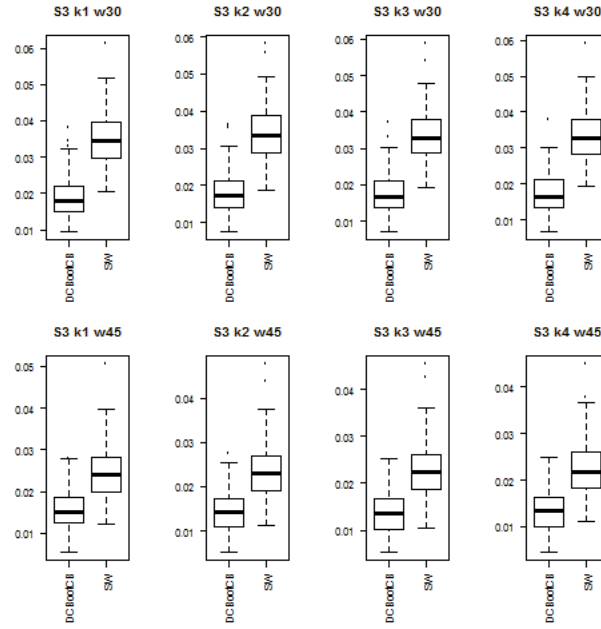 S3 k1 w30
S3 k2 w30
S3 k3 w30
S3 k4 w30
0.06
0.05
0.04
0.03
0.02
0.01
DCBootCB
SW
0.06
0.05
0.04
0.03
0.02
0.01
DCBootCB
SW
0.06
0.05
0.04
0.03
0.02
0.01
DCBootCB
SW
0.06
0.05
0.04
0.03
0.02
0.01
DCBootCB
SW
S3 k1 w45
S3 k2 w45
S3 k3 w45
S3 k4 w45
0.05
0.04
0.03
0.02
0.01
DCBootCB
SW
0.04
0.03
0.02
0.01
DCBootCB
SW
0.04
0.03
0.02
0.01
DCBootCB
SW
0.04
0.03
0.02
0.01
DCBootCB
SW